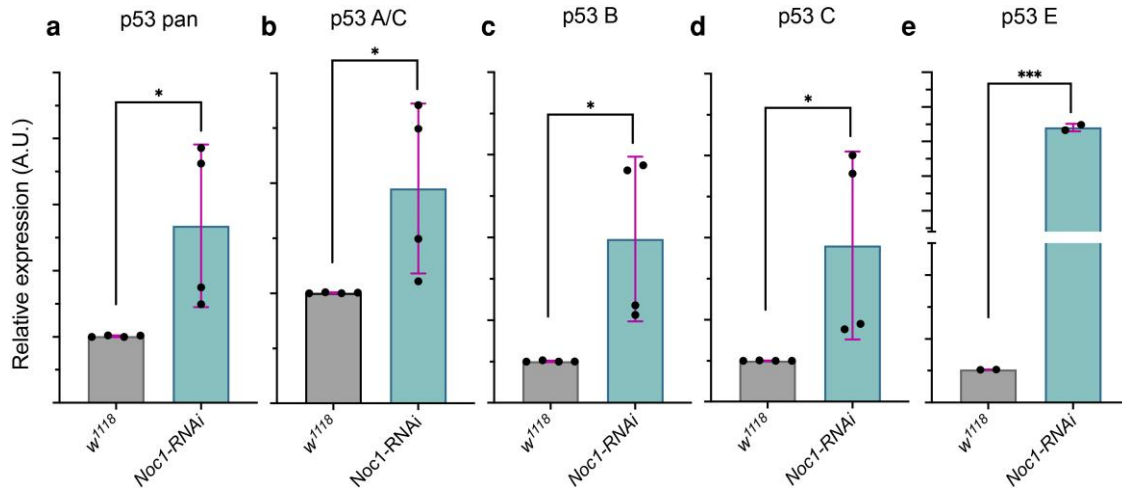 a p53 pan
b p53 A/C
c p53 B
d p53 C
e p53 E
Relative expression (A.U.)
*
*
*
*
***
w1118
Noc1-RNAi
w1118
Noc1-RNAi
w1118
Noc1-RNAi
w1118
Noc1-RNAi
w1118
Noc1-RNAi